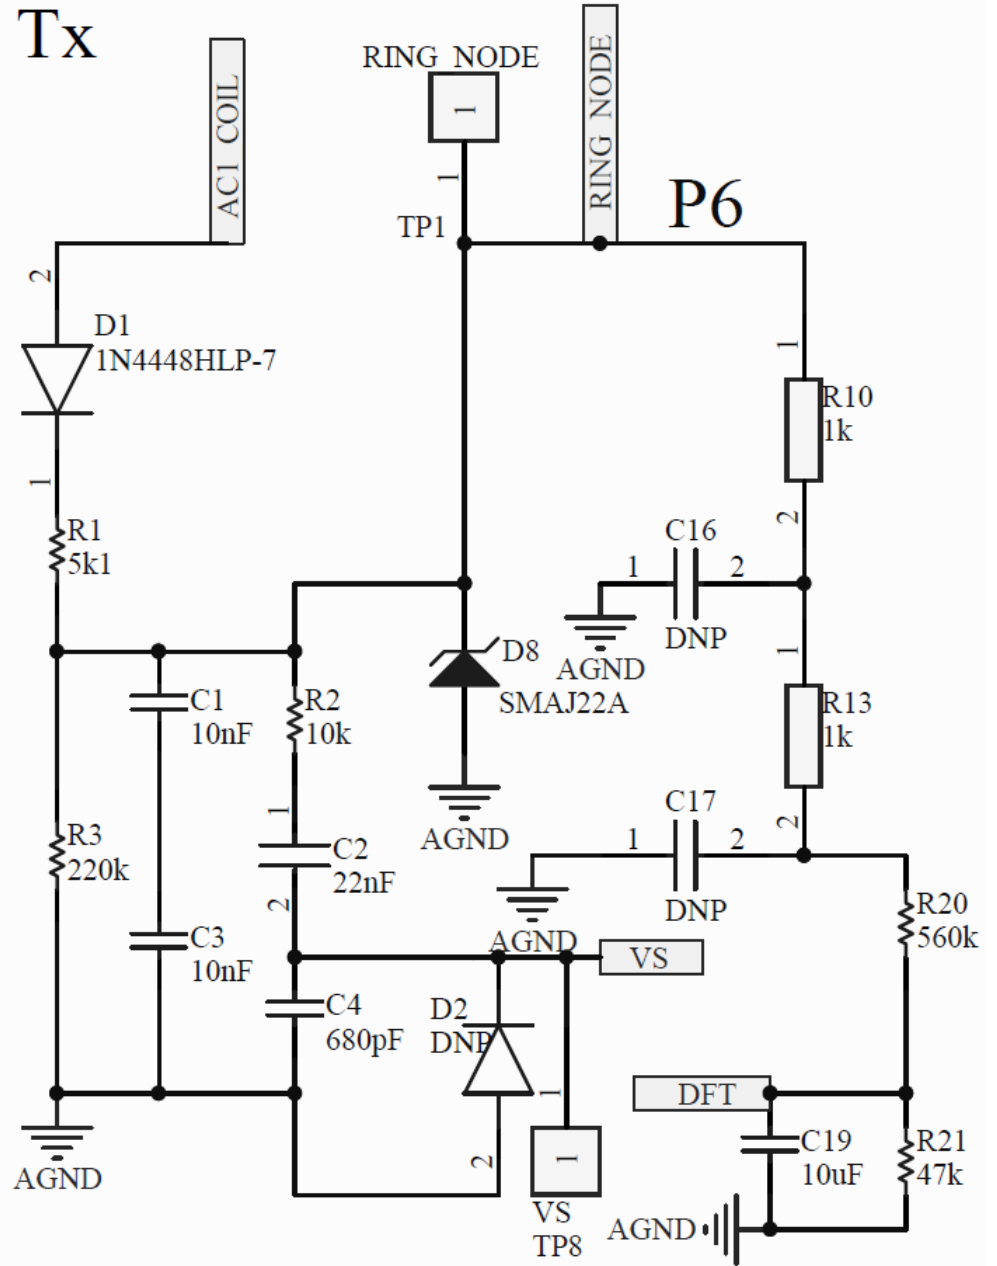 Tx
RING NODE
1
AC1 COIL
RING NODE
1
P6
TP1
2
D1
1N4448HLP-7
1
R10
1k
1
2
R1
5k1
C16
1
2
DNP
AGND
1
D8
SMAJ22A
C1
10nF
R2
10k
R13
1k
AGND
1
C17
1
2
DNP
2
R3
220k
C2
22nF
2
R20
560k
C3
10nF
AGND
VS
C4
680pF
D2
DNP
1
DFT
AGND
2
1
C19
10uF
R21
47k
VS
TP8
AGND